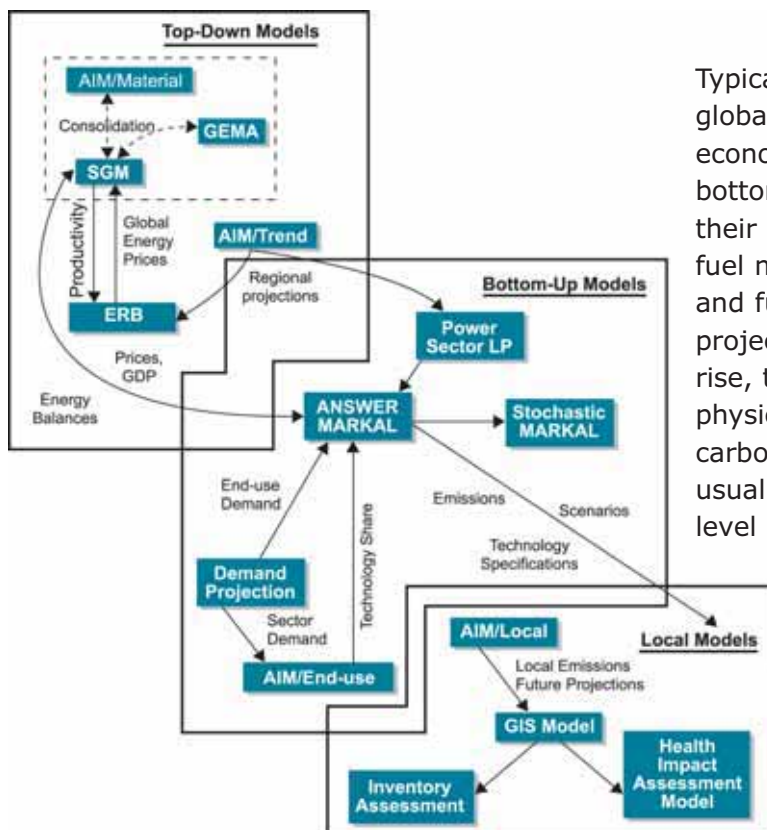 Top-Down Models
AIM/Material
Consolidation
GEMA
SGM
Productivity
Global
Energy
Prices
AIM/Trend
Regional
projections
ERB
Prices,
GDP
Energy
Balances
Bottom-Up Models
Power
Sector LP
ANSWER
MARKAL
Stochastic
MARKAL
End-use
Demand
Technology Share
Emissions
Scenarios
Technology
Specifications
Demand
Projection
Sector
Demand
AIM/End-use
Local Models
AIM/Local
Local Emissions
Future Projections
GIS Model
Inventory
Assessment
Health
Impact
Assessment
Model
Typica
globa
econo
bottor
their
fuel n
and fu
projec
rise, t
physic
carbo
usual
level